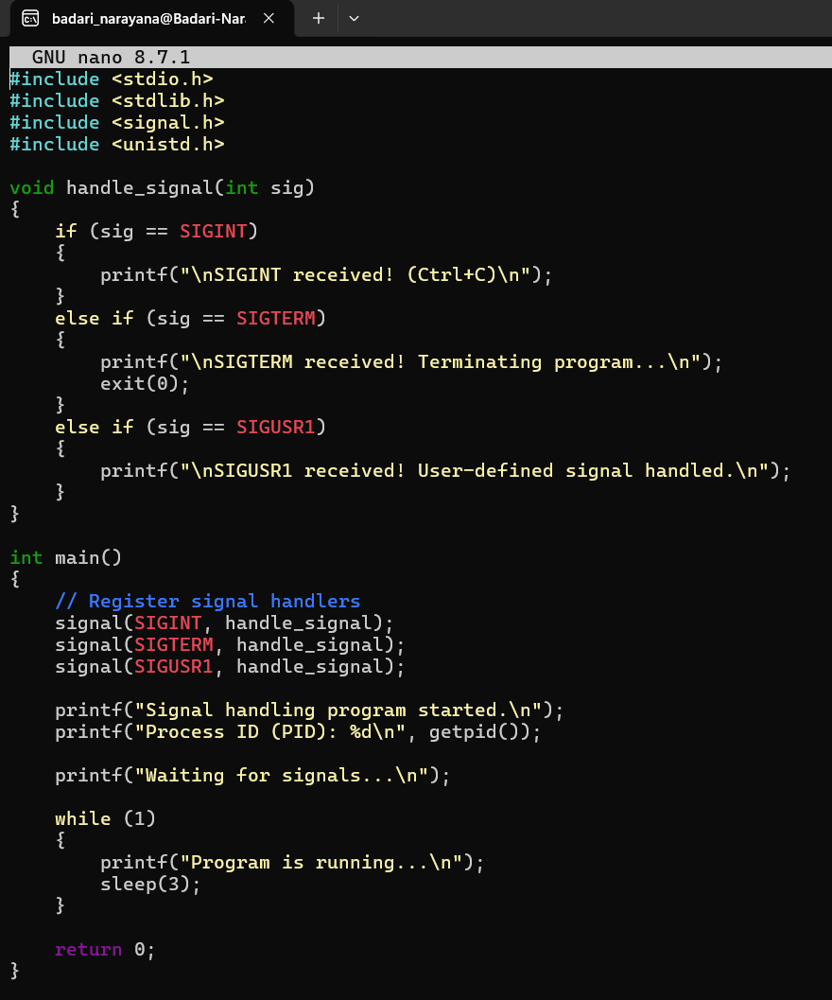 badari_narayana@Badari-Nar
GNU nano 8.7.1
#include <stdio.h>
#include <stdlib.h>
#include <signal.h>
#include <unistd.h>

void handle_signal(int sig)
{
    if (sig == SIGINT)
    {
        printf("\nSIGINT received! (Ctrl+C)\n");
    }
    else if (sig == SIGTERM)
    {
        printf("\nSIGTERM received! Terminating program...\n");
        exit(0);
    }
    else if (sig == SIGUSR1)
    {
        printf("\nSIGUSR1 received! User-defined signal handled.\n");
    }
}

int main()
{
    // Register signal handlers
    signal(SIGINT, handle_signal);
    signal(SIGTERM, handle_signal);
    signal(SIGUSR1, handle_signal);

    printf("Signal handling program started.\n");
    printf("Process ID (PID): %d\n", getpid());

    printf("Waiting for signals...\n");

    while (1)
    {
        printf("Program is running...\n");
        sleep(3);
    }

    return 0;
}